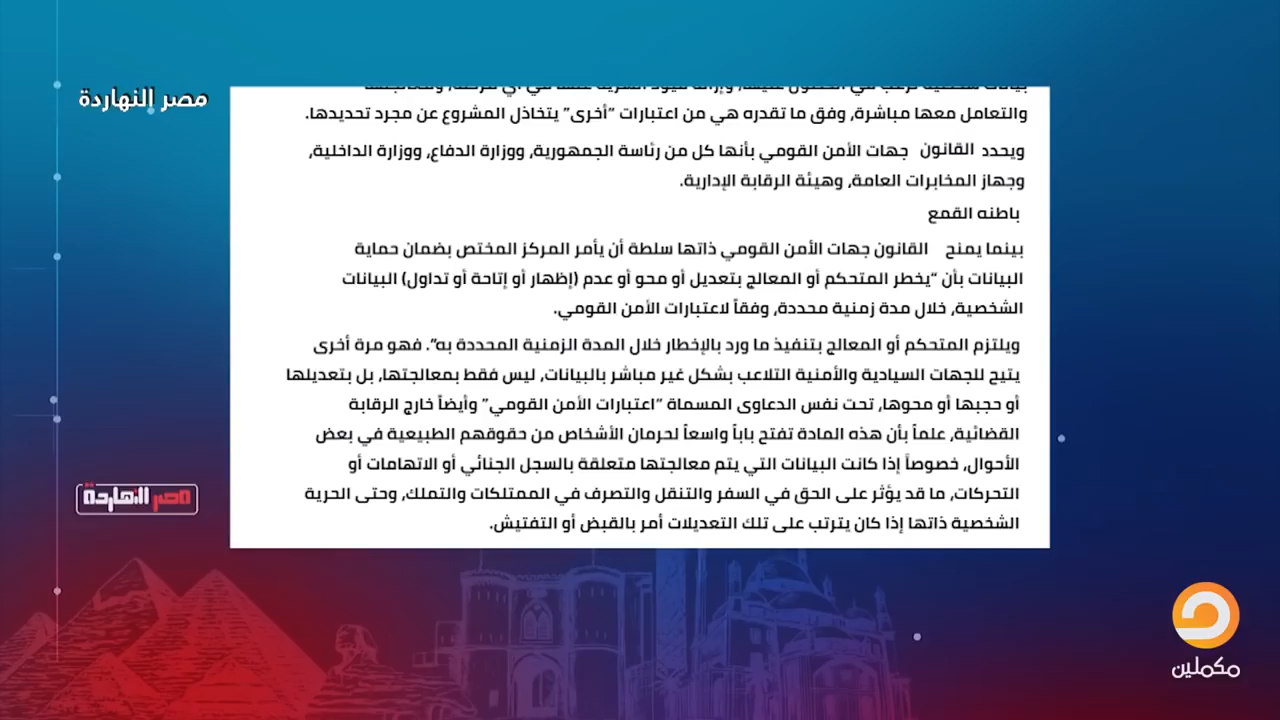 مصر النهاردة
والتعامل معها مباشرة، وفق ما تقدره هي من اعتبارات "أخرى" يتخاذل المشروع عن مجرد تحديدها.
ويحدد القانون جهات الأمن القومي بأنها كل من رئاسة الجمهورية، ووزارة الدفاع، ووزارة الداخلية،
وجهاز المخابرات العامة، وهيئة الرقابة الإدارية.
باطنه القمع
بينما يمنح القانون جهات الأمن القومي ذاتها سلطة أن يأمر المركز المختص بضمان حماية
البيانات بأن "يخطر المتحكم أو المعالج بتعديل أو محو أو عدم (إظهار أو إتاحة أو تداول) البيانات
الشخصية، خلال مدة زمنية محددة، وفقاً لاعتبارات الأمن القومي.
ويلتزم المتحكم أو المعالج بتنفيذ ما ورد بالإخطار خلال المدة الزمنية المحددة به". فهو مرة أخرى
يتيح للجهات السيادية والأمنية التلاعب بشكل غير مباشر بالبيانات، ليس فقط بمعالجتها، بل بتعديلها
أو حجبها أو محوها، تحت نفس الدعاوى المسماة "اعتبارات الأمن القومي" وأيضاً خارج الرقابة
القضائية، علماً بأن هذه المادة تفتح باباً واسعاً لحرمان الأشخاص من حقوقهم الطبيعية في بعض
الأحوال، خصوصاً إذا كانت البيانات التي يتم معالجتها متعلقة بالسجل الجنائي أو الاتهامات أو
التحركات، ما قد يؤثر على الحق في السفر والتنقل والتصرف في الممتلكات والتملك، وحتى الحرية
الشخصية ذاتها إذا كان يترتب على تلك التعديلات أمر بالقبض أو التفتيش.
مصر النهاردة
مكملين